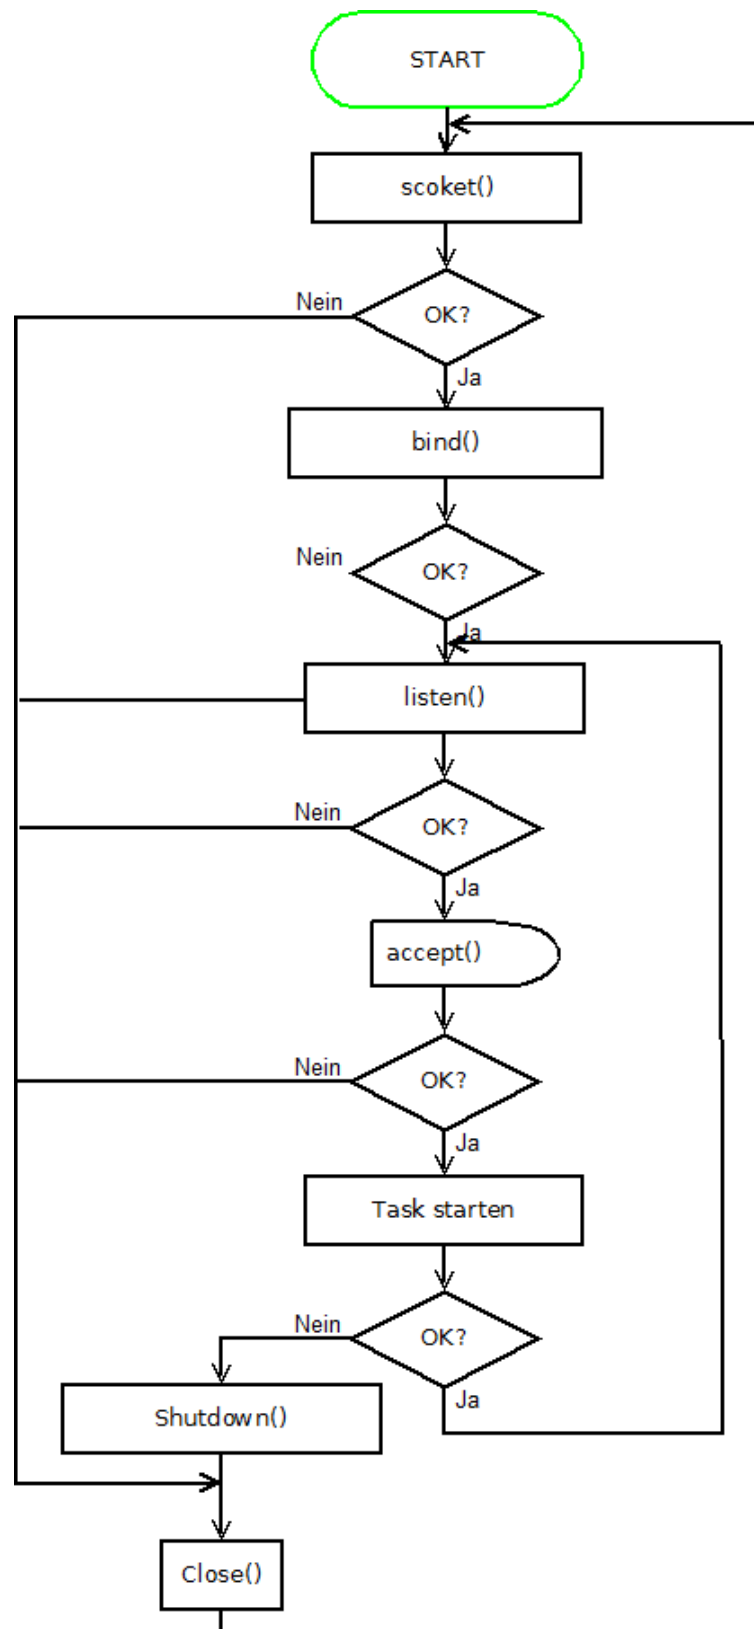 START
scoket()
Nein
OK?
Ja
bind()
Nein
OK?
Ja
listen()
Nein
OK?
Ja
accept()
Nein
OK?
Ja
Task starten
Nein
OK?
Ja
Shutdown()
Close()